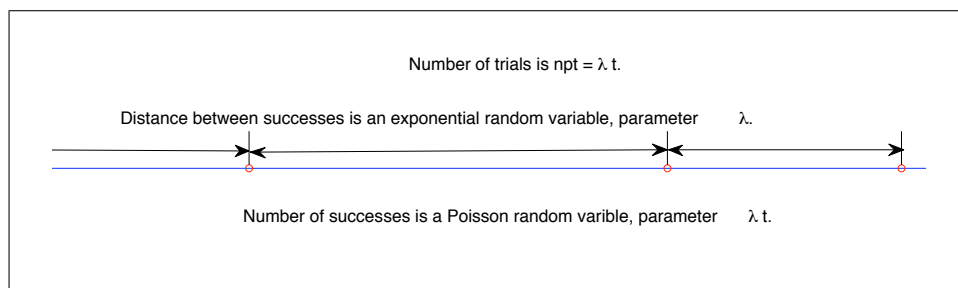 Number of trials is npt = λ t.
Distance between successes is an exponential random variable, parameter λ.
Number of successes is a Poisson random varible, parameter λ t.